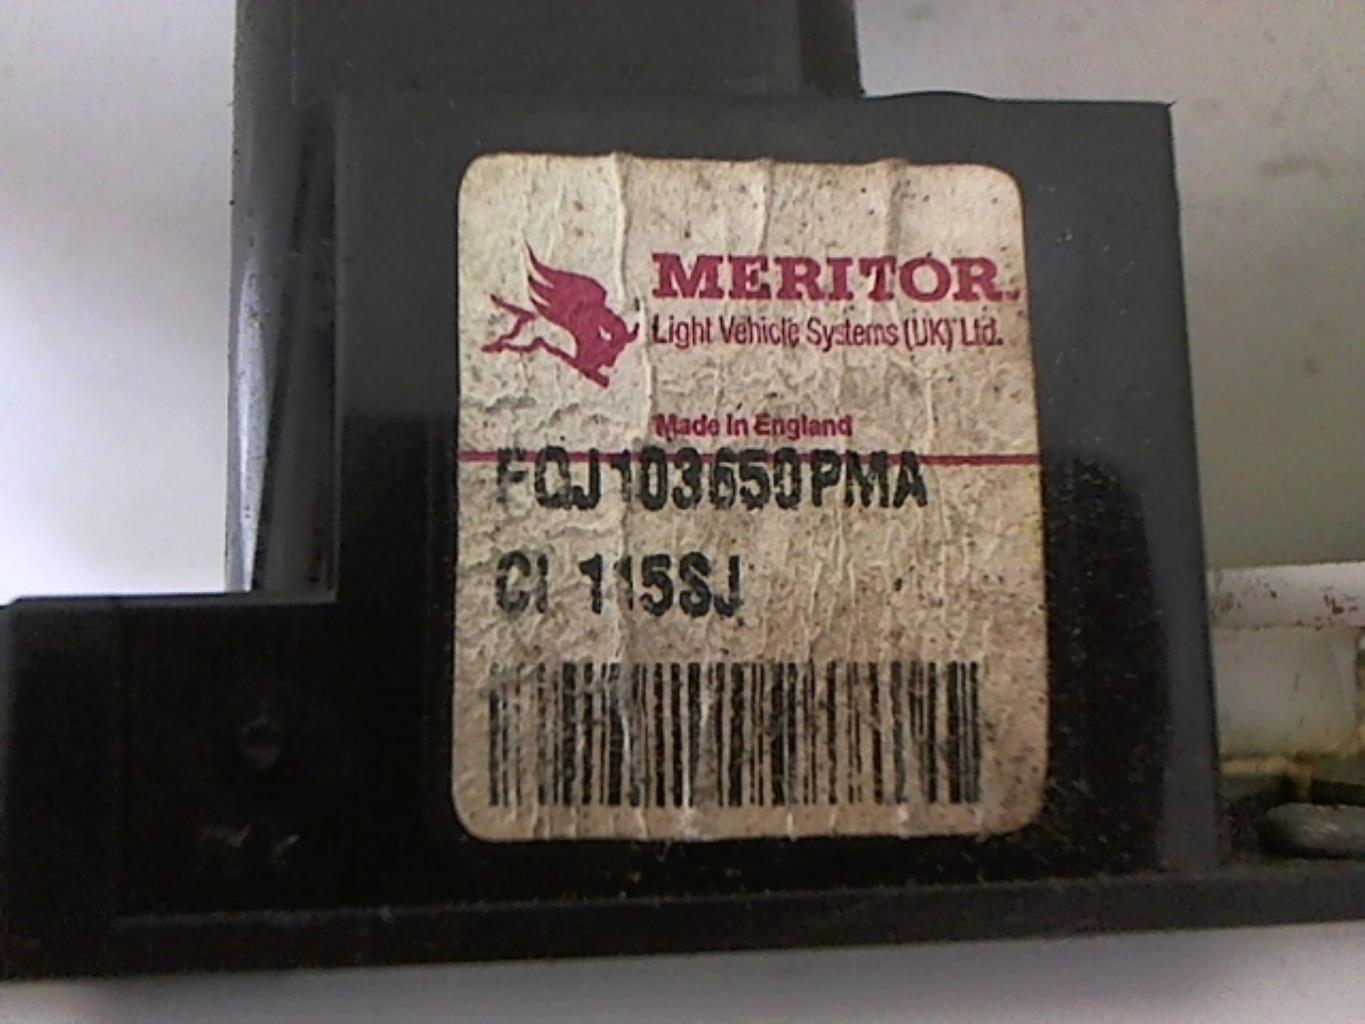 MERITOR
Light Vehicle Systems (UK) Ltd.
Made In England
FQJ103650PMA
CI 115SJ